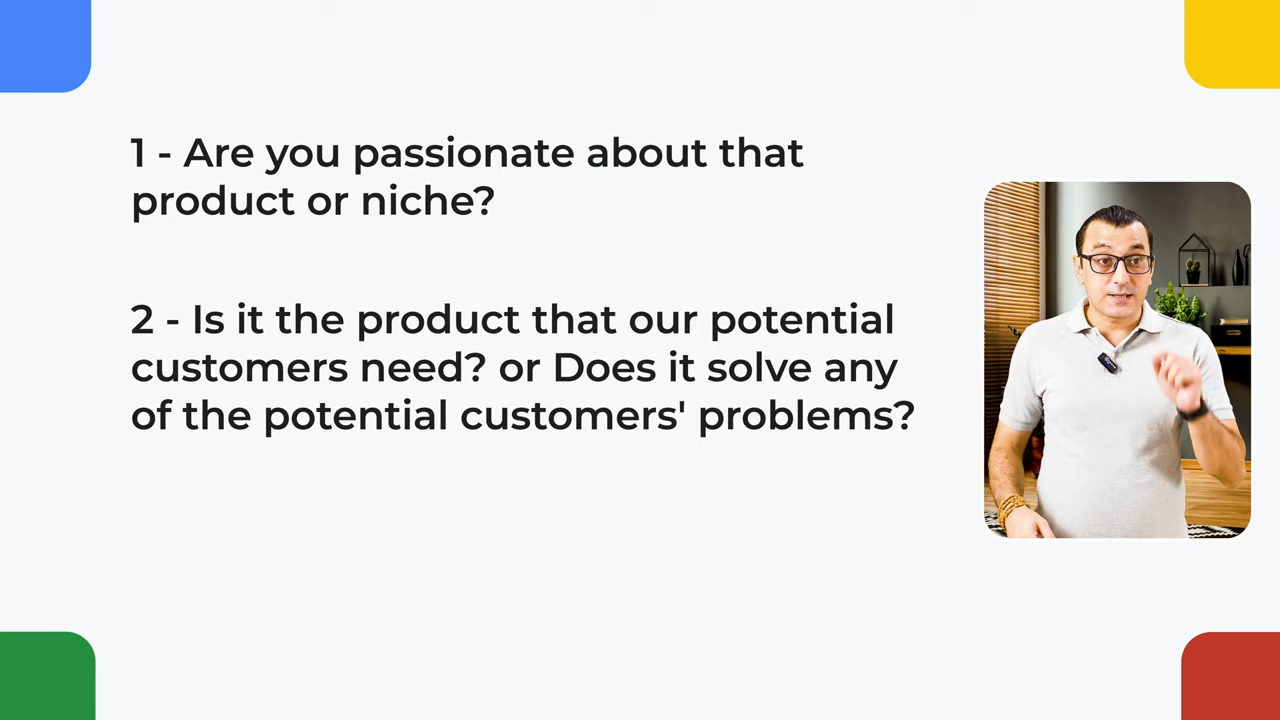 1 - Are you passionate about that
product or niche?
2 - Is it the product that our potential
customers need? or Does it solve any
of the potential customers' problems?